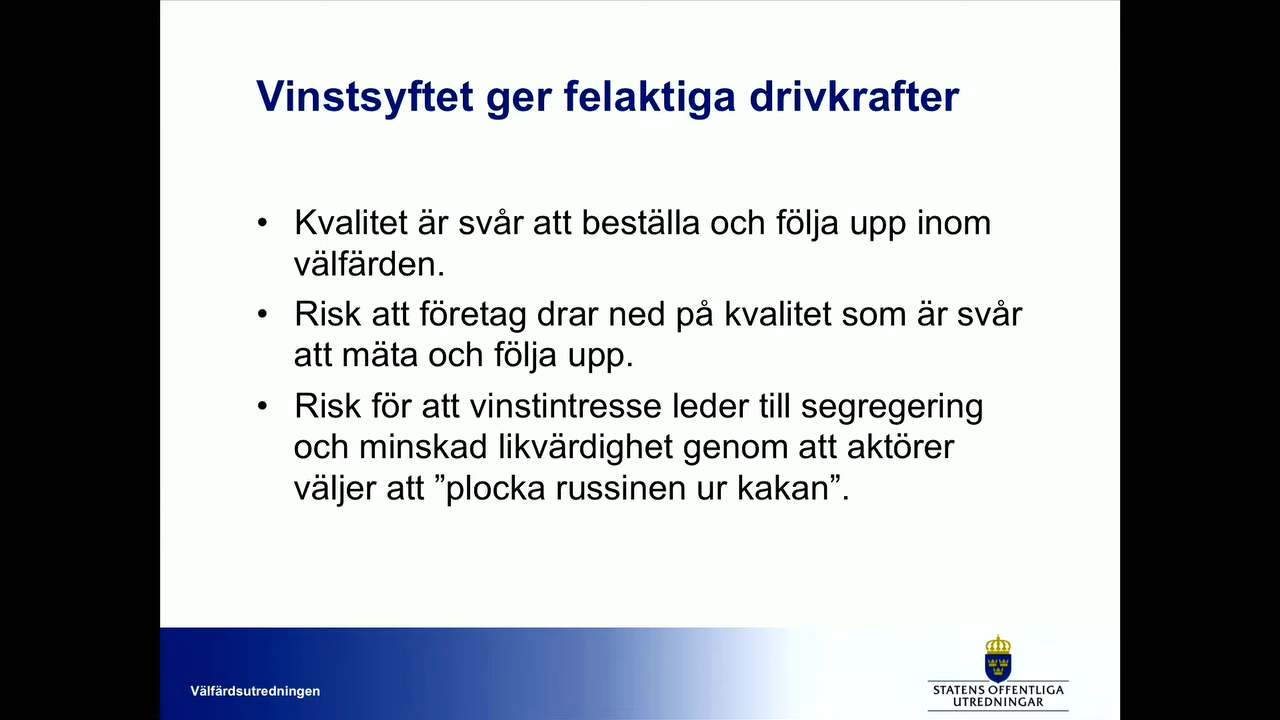 Vinstsyftet ger felaktiga drivkrafter
• Kvalitet är svår att beställa och följa upp inom
välfärden.
• Risk att företag drar ned på kvalitet som är svår
att mäta och följa upp.
• Risk för att vinstintresse leder till segregering
och minskad likvärdighet genom att aktörer
väljer att ”plocka russinen ur kakan”.
Välfärdsutredningen
STATENS OFFENTLIGA
UTREDNINGAR